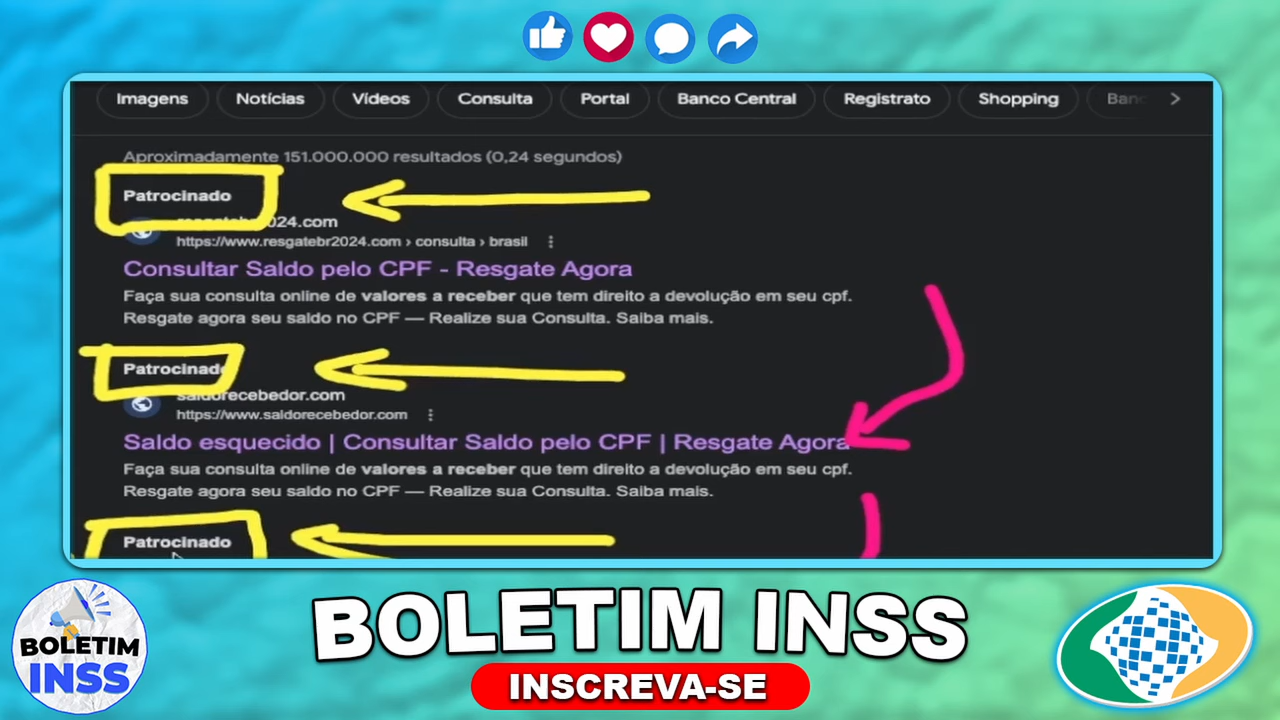 Imagens Notícias Vídeos Consulta Portal Banco Central Registrato Shopping
Aproximadamente 151.000.000 resultados (0,24 segundos)
Patrocinado
resgatebr2024.com
https://www.resgatebr2024.com › consulta › brasil
Consultar Saldo pelo CPF - Resgate Agora
Faça sua consulta online de valores a receber que tem direito a devolução em seu cpf.
Resgate agora seu saldo no CPF — Realize sua Consulta. Saiba mais.
Patrocinado
saldorecebedor.com
https://www.saldorecebedor.com
Saldo esquecido | Consultar Saldo pelo CPF | Resgate Agora
Faça sua consulta online de valores a receber que tem direito a devolução em seu cpf.
Resgate agora seu saldo no CPF — Realize sua Consulta. Saiba mais.
Patrocinado
BOLETIM
INSS
BOLETIM INSS
INSCREVA-SE